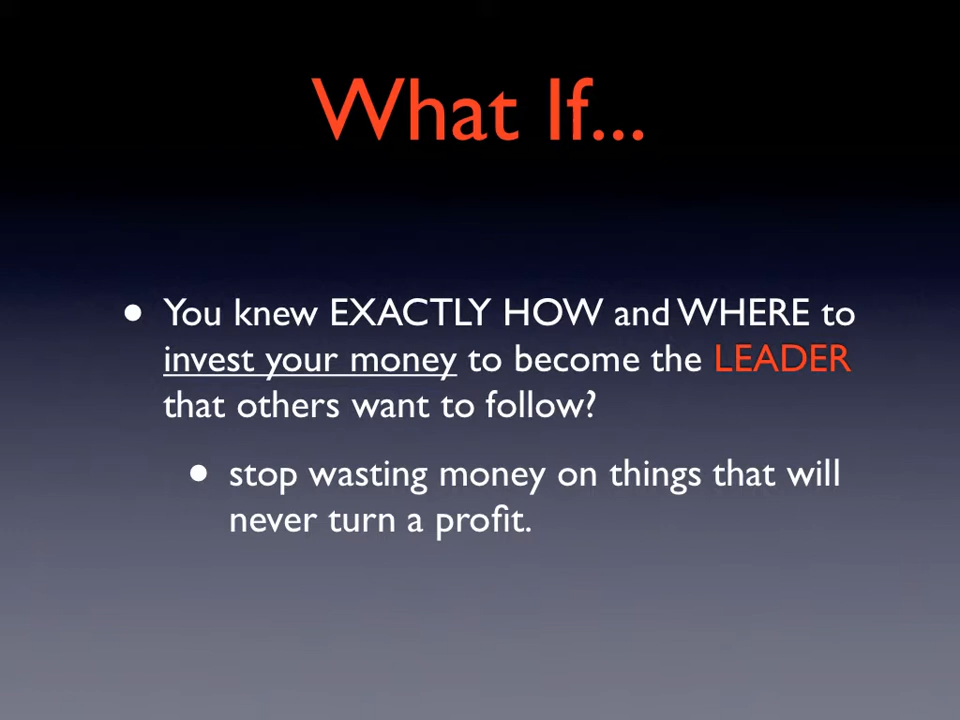 What If...
• You knew EXACTLY HOW and WHERE to
invest your money to become the LEADER
that others want to follow?
• stop wasting money on things that will
never turn a profit.